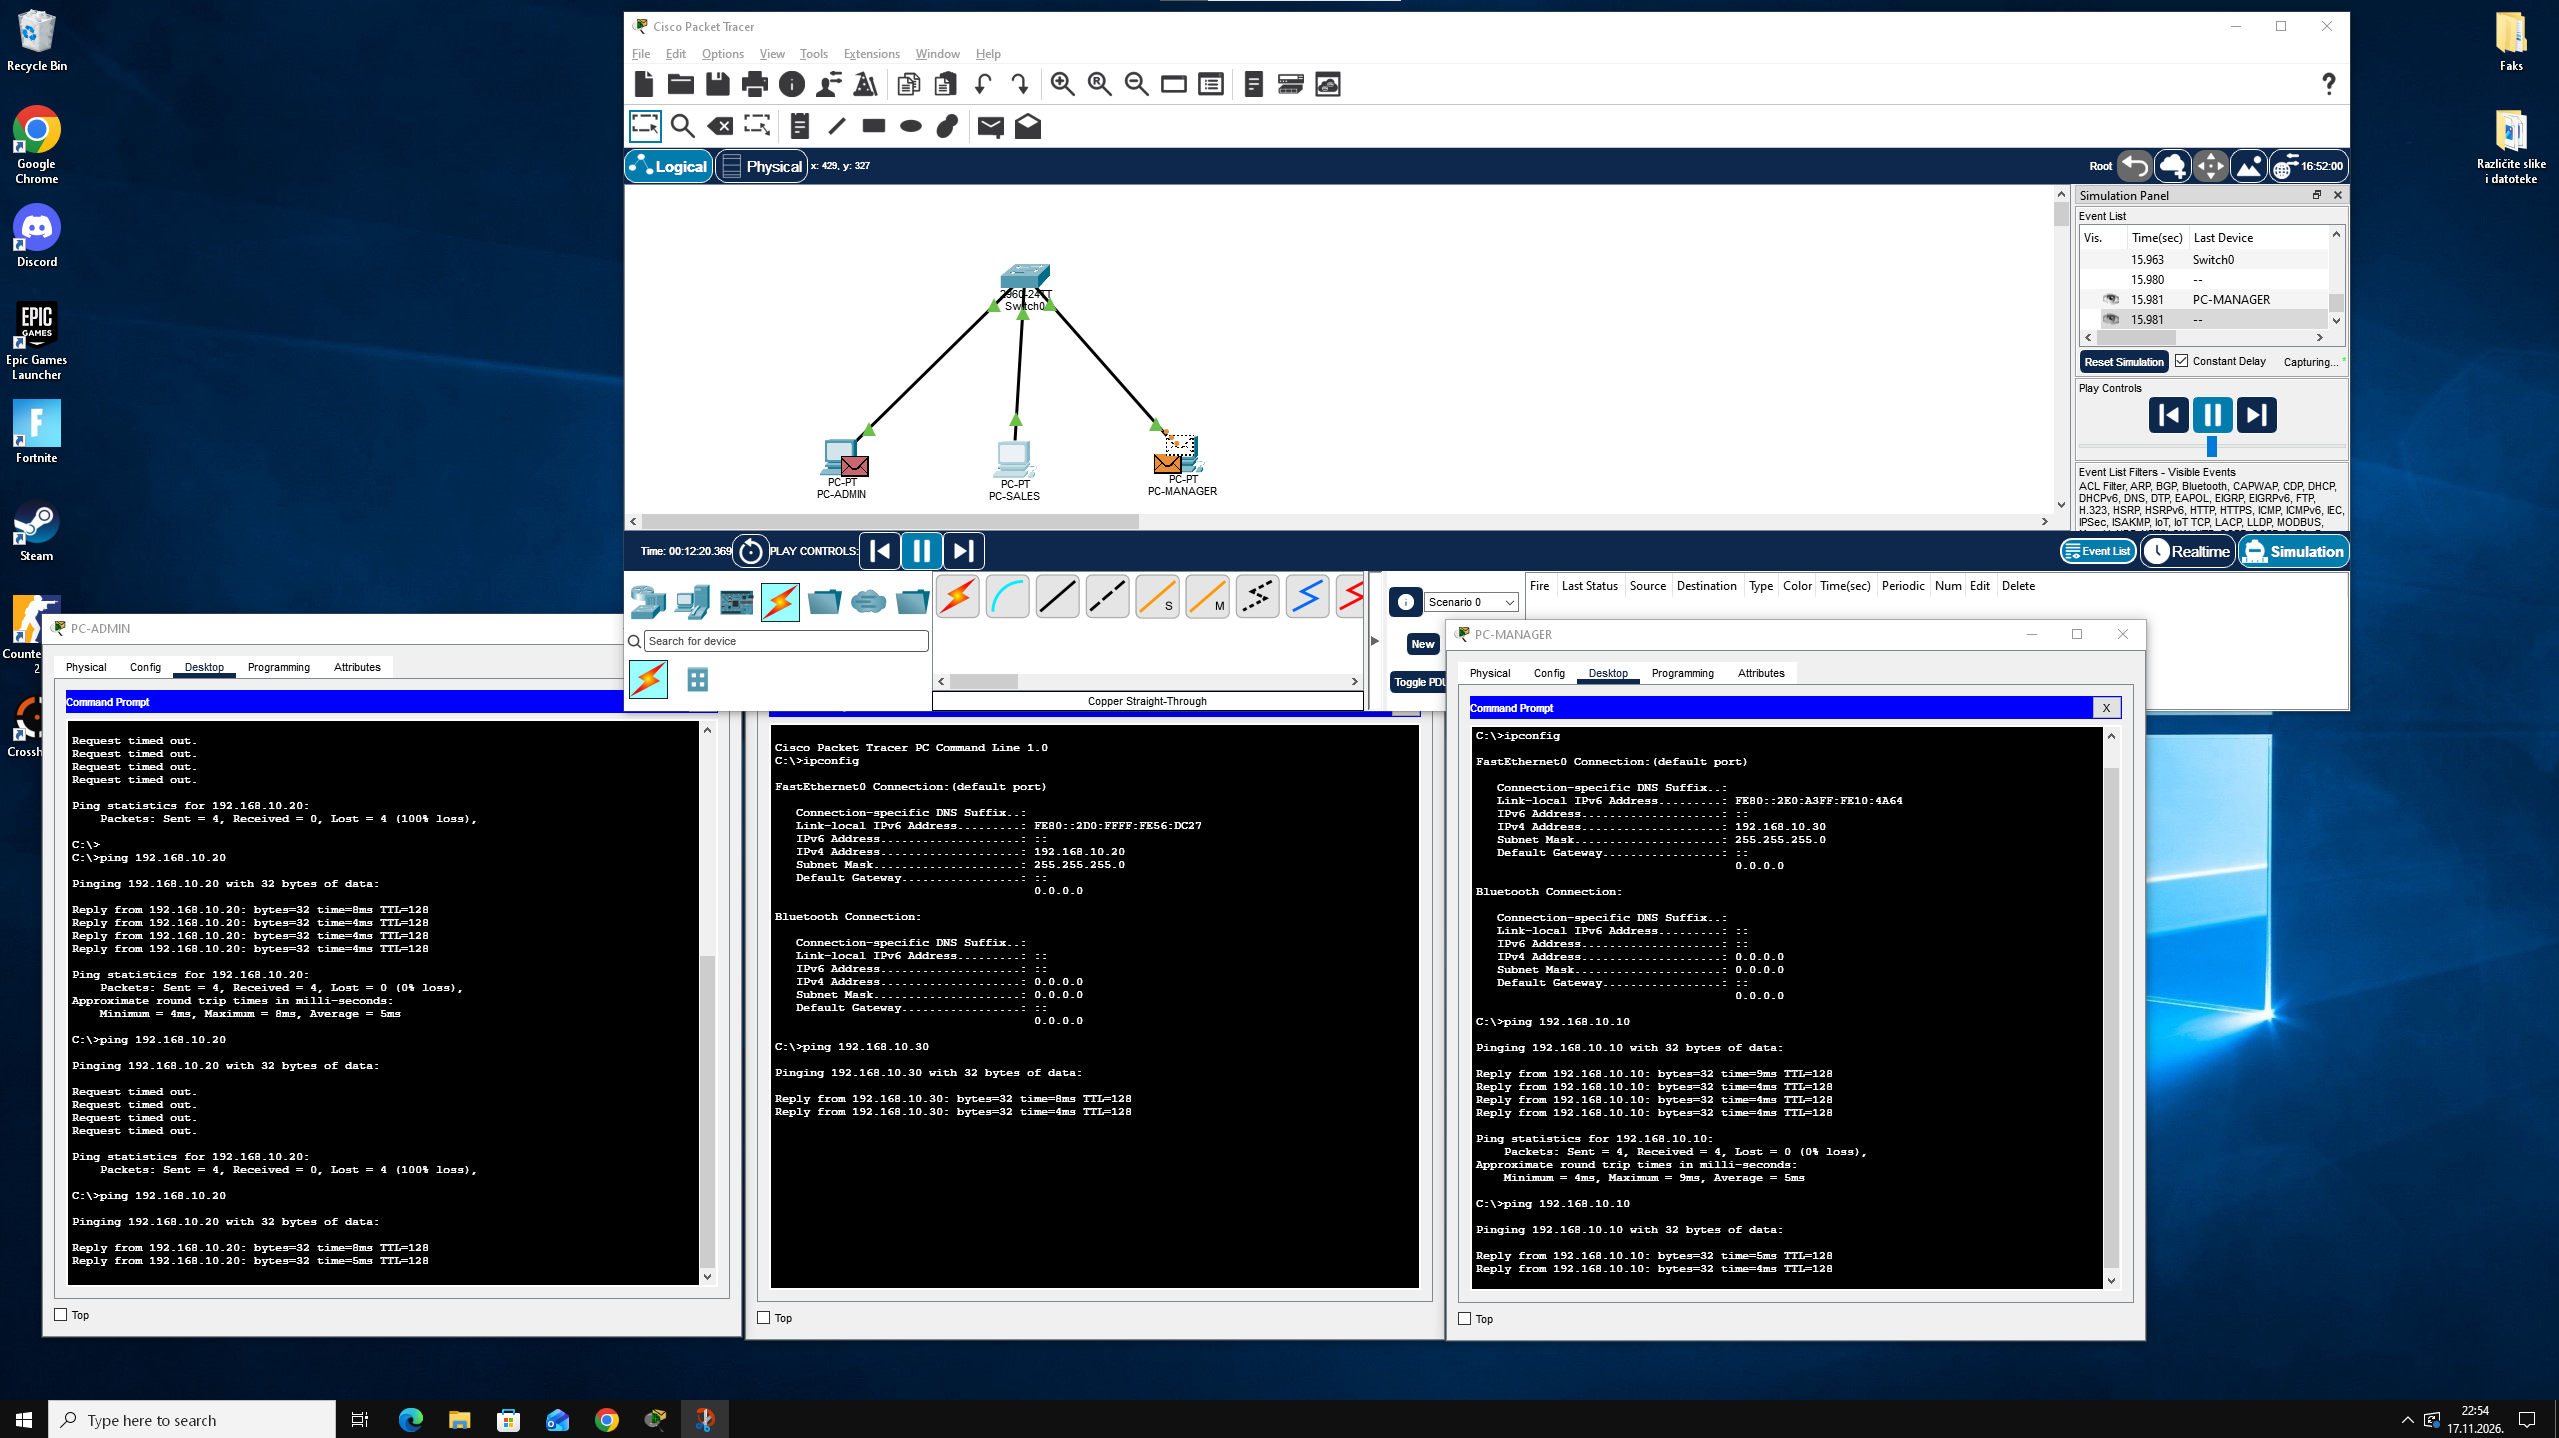 Recycle Bin
Google
Chrome
Discord
EPIC
GAMES
Epic Games
Launcher
Fortnite
Steam
Counte
2
Crossh
Faks
Različite slike
i datoteke
Cisco Packet Tracer
File Edit Options View Tools Extensions Window Help
Logical Physical x: 429, y: 327
Root 16:52:00
2960-24TT
Switch0
PC-PT
PC-ADMIN
PC-PT
PC-SALES
PC-PT
PC-MANAGER
Simulation Panel
Event List
Vis. Time(sec) Last Device
15.963 Switch0
15.980 --
15.981 PC-MANAGER
15.981 --
Reset Simulation Constant Delay Capturing...
Play Controls
Event List Filters - Visible Events
ACL Filter, ARP, BGP, Bluetooth, CAPWAP, CDP, DHCP,
DHCPv6, DNS, DTP, EAPOL, EIGRP, EIGRPv6, FTP,
H.323, HSRP, HSRPv6, HTTP, HTTPS, ICMP, ICMPv6, IEC,
IPSec, ISAKMP, IoT, IoT TCP, LACP, LLDP, MODBUS,
Time: 00:12:20.369 PLAY CONTROLS:
Event List Realtime Simulation
S M
Search for device
Copper Straight-Through
Scenario 0
New
Toggle PDU
Fire Last Status Source Destination Type Color Time(sec) Periodic Num Edit Delete
PC-ADMIN
Physical Config Desktop Programming Attributes
Command Prompt
Request timed out.
Request timed out.
Request timed out.
Request timed out.
Ping statistics for 192.168.10.20:
Packets: Sent = 4, Received = 0, Lost = 4 (100% loss),
C:\>
C:\>ping 192.168.10.20
Pinging 192.168.10.20 with 32 bytes of data:
Reply from 192.168.10.20: bytes=32 time=8ms TTL=128
Reply from 192.168.10.20: bytes=32 time=4ms TTL=128
Reply from 192.168.10.20: bytes=32 time=4ms TTL=128
Reply from 192.168.10.20: bytes=32 time=4ms TTL=128
Ping statistics for 192.168.10.20:
Packets: Sent = 4, Received = 4, Lost = 0 (0% loss),
Approximate round trip times in milli-seconds:
Minimum = 4ms, Maximum = 8ms, Average = 5ms
C:\>ping 192.168.10.20
Pinging 192.168.10.20 with 32 bytes of data:
Request timed out.
Request timed out.
Request timed out.
Request timed out.
Ping statistics for 192.168.10.20:
Packets: Sent = 4, Received = 0, Lost = 4 (100% loss),
C:\>ping 192.168.10.20
Pinging 192.168.10.20 with 32 bytes of data:
Reply from 192.168.10.20: bytes=32 time=8ms TTL=128
Reply from 192.168.10.20: bytes=32 time=5ms TTL=128
Top
Cisco Packet Tracer PC Command Line 1.0
C:\>ipconfig
FastEthernet0 Connection:(default port)
Connection-specific DNS Suffix..:
Link-local IPv6 Address.........: FE80::2D0:FFFF:FE56:DC27
IPv6 Address....................: ::
IPv4 Address....................: 192.168.10.20
Subnet Mask.....................: 255.255.255.0
Default Gateway.................: ::
0.0.0.0
Bluetooth Connection:
Connection-specific DNS Suffix..:
Link-local IPv6 Address.........: ::
IPv6 Address....................: ::
IPv4 Address....................: 0.0.0.0
Subnet Mask.....................: 0.0.0.0
Default Gateway.................: ::
0.0.0.0
C:\>ping 192.168.10.30
Pinging 192.168.10.30 with 32 bytes of data:
Reply from 192.168.10.30: bytes=32 time=8ms TTL=128
Reply from 192.168.10.30: bytes=32 time=4ms TTL=128
Top
PC-MANAGER
Physical Config Desktop Programming Attributes
Command Prompt X
C:\>ipconfig
FastEthernet0 Connection:(default port)
Connection-specific DNS Suffix..:
Link-local IPv6 Address.........: FE80::2E0:A3FF:FE10:4A64
IPv6 Address....................: ::
IPv4 Address....................: 192.168.10.30
Subnet Mask.....................: 255.255.255.0
Default Gateway.................: ::
0.0.0.0
Bluetooth Connection:
Connection-specific DNS Suffix..:
Link-local IPv6 Address.........: ::
IPv6 Address....................: ::
IPv4 Address....................: 0.0.0.0
Subnet Mask.....................: 0.0.0.0
Default Gateway.................: ::
0.0.0.0
C:\>ping 192.168.10.10
Pinging 192.168.10.10 with 32 bytes of data:
Reply from 192.168.10.10: bytes=32 time=9ms TTL=128
Reply from 192.168.10.10: bytes=32 time=4ms TTL=128
Reply from 192.168.10.10: bytes=32 time=4ms TTL=128
Reply from 192.168.10.10: bytes=32 time=4ms TTL=128
Ping statistics for 192.168.10.10:
Packets: Sent = 4, Received = 4, Lost = 0 (0% loss),
Approximate round trip times in milli-seconds:
Minimum = 4ms, Maximum = 9ms, Average = 5ms
C:\>ping 192.168.10.10
Pinging 192.168.10.10 with 32 bytes of data:
Reply from 192.168.10.10: bytes=32 time=5ms TTL=128
Reply from 192.168.10.10: bytes=32 time=4ms TTL=128
Top
Type here to search
22:54
17.11.2026.